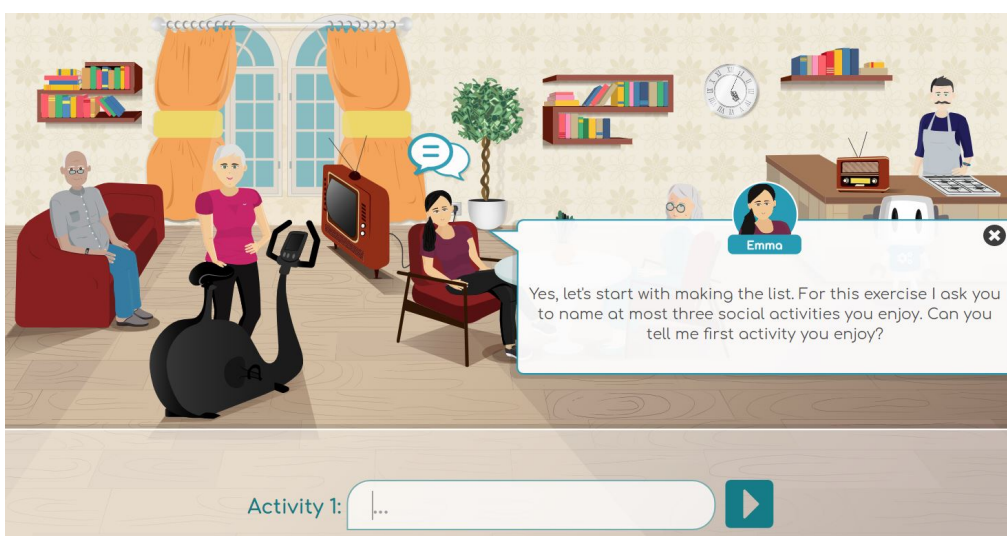 Emma
Yes, let's start with making the list. For this exercise I ask you
to name at most three social activities you enjoy. Can you
tell me first activity you enjoy?
Activity 1:
...